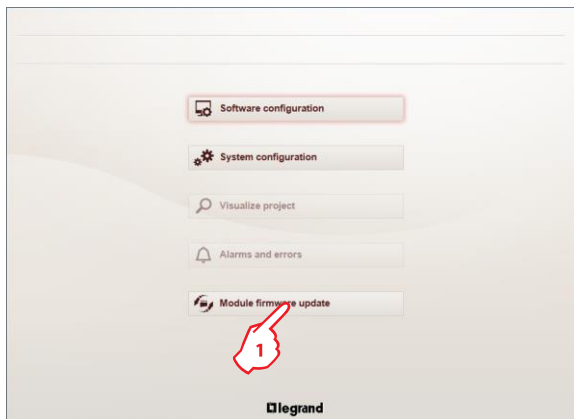 Software configuration
System configuration
Visualize project
Alarms and errors
Module firmware update
1
legrand